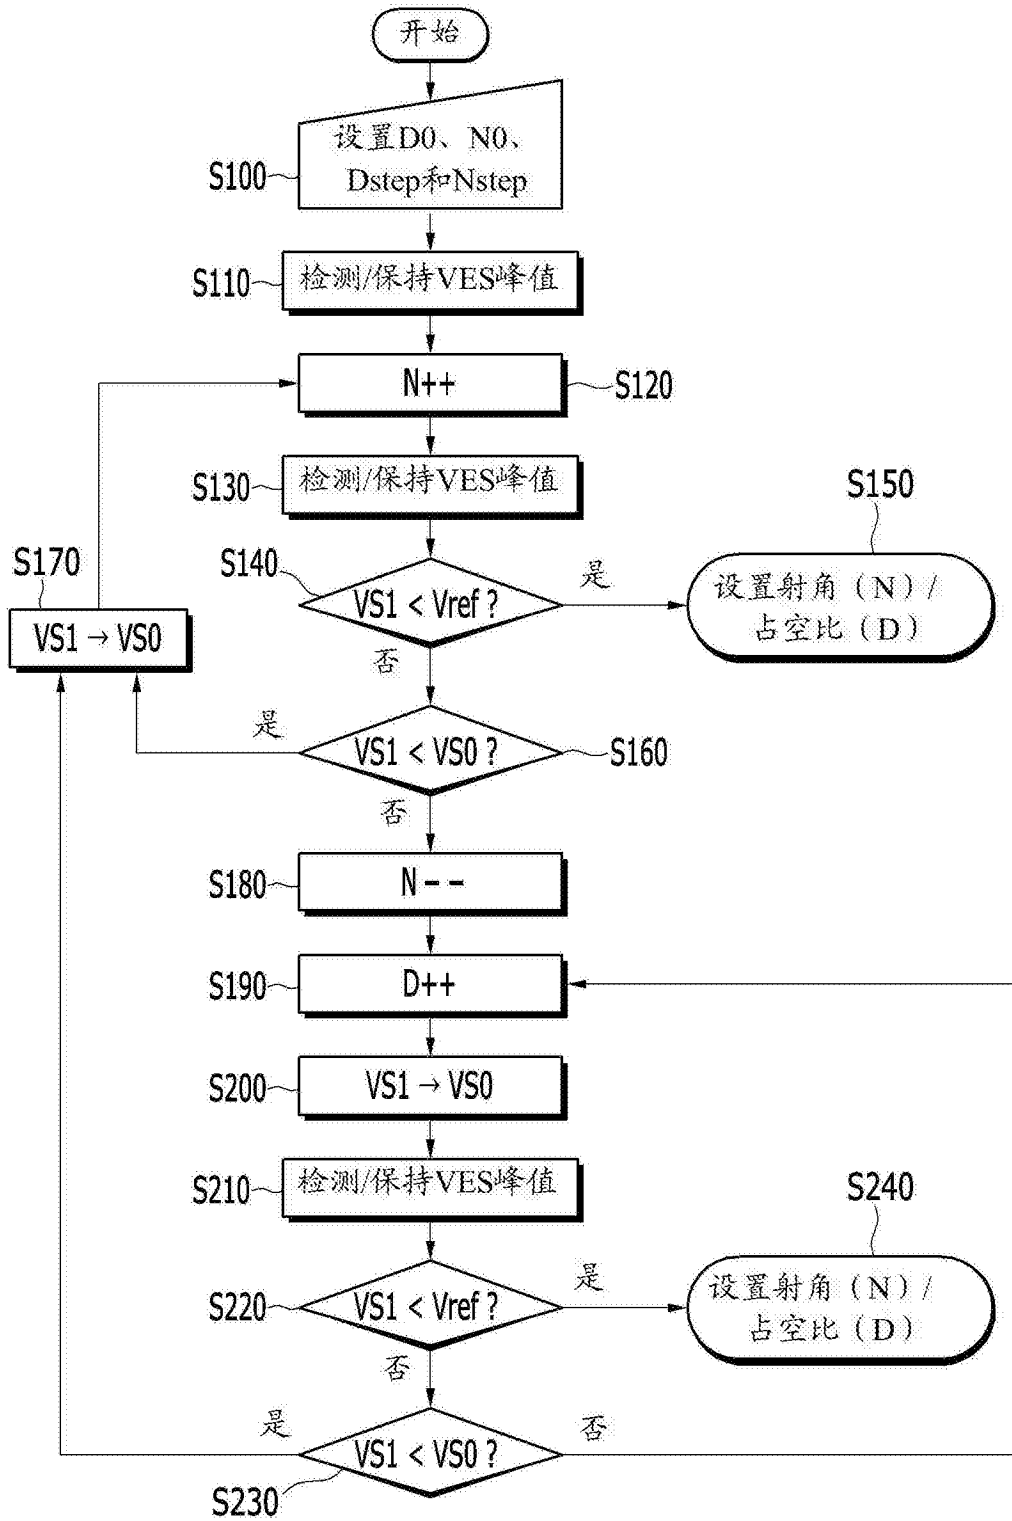 开始
设置D0、N0、
Dstep和Nstep
S100
检测/保持VES峰值
S110
N++
S120
检测/保持VES峰值
S130
S150
S140
VS1 < Vref ?
是
设置射角（N）/
占空比（D）
S170
VS1 → VS0
否
是
VS1 < VS0 ?
S160
否
S180
N - -
S190
D++
S200
VS1 → VS0
S210
检测/保持VES峰值
S240
S220
VS1 < Vref ?
是
设置射角（N）/
占空比（D）
否
是
VS1 < VS0 ?
否
S230